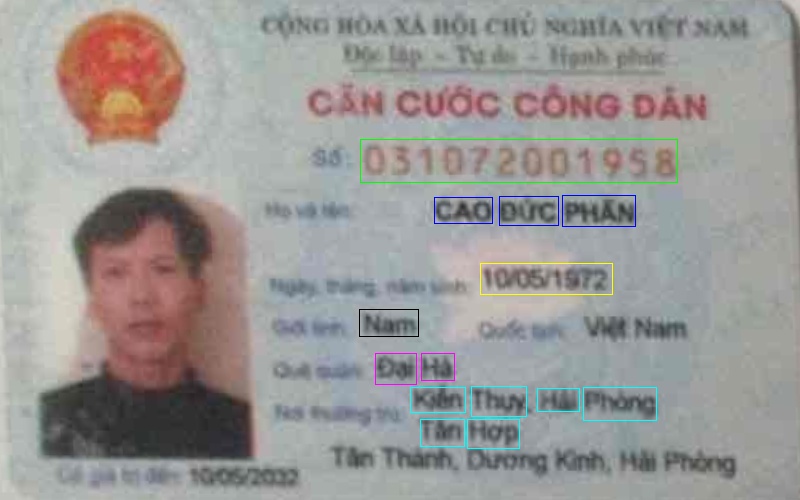 CỘNG HÒA XÃ HỘI CHỦ NGHĨA VIỆT NAM
Độc lập - Tự do - Hạnh phúc
CĂN CƯỚC CÔNG DÂN
Số: 031072001958
Họ và tên: CAO ĐỨC PHẤN
Ngày, tháng, năm sinh: 10/05/1972
Giới tính: Nam Quốc tịch: Việt Nam
Quê quán: Đại Hà
Kiến Thụy, Hải Phòng
Nơi thường trú: Tân Hợp
Tân Thành, Dương Kinh, Hải Phòng
Có giá trị đến: 10/05/2032